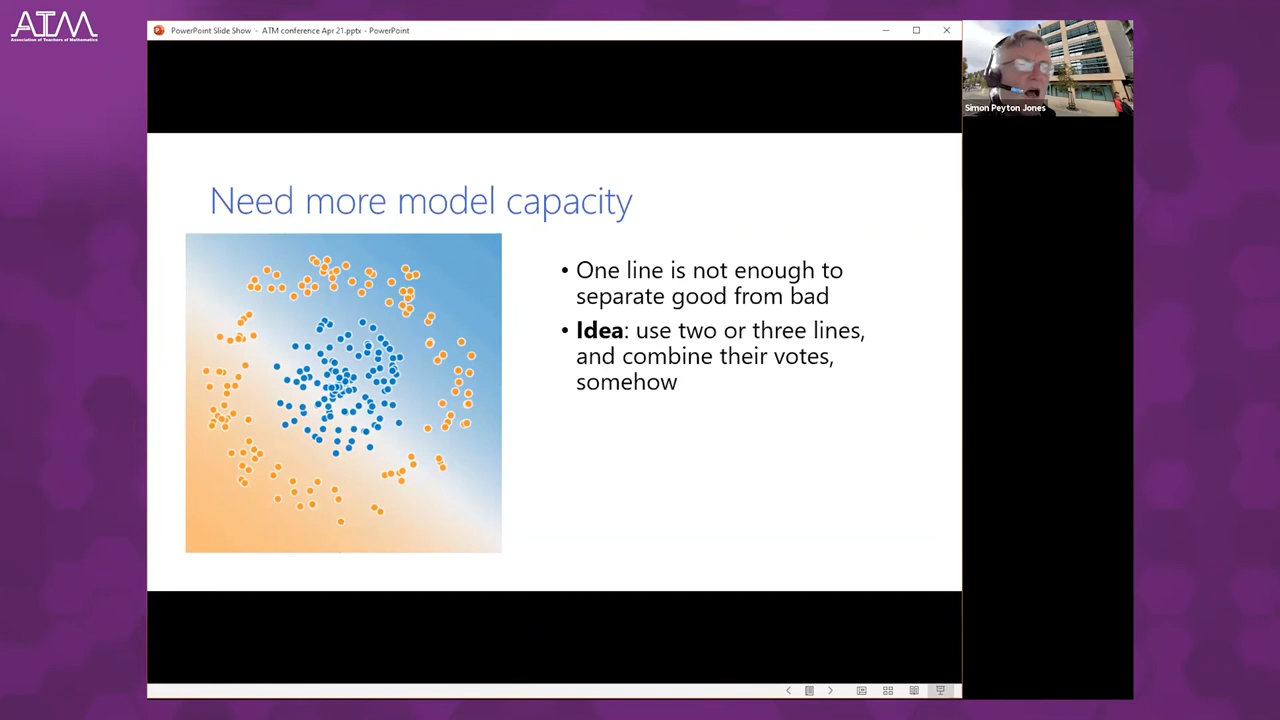 ATM
Association of Teachers of Mathematics
PowerPoint Slide Show - ATM conference Apr 21.pptx - PowerPoint
Simon Peyton Jones
Need more model capacity
• One line is not enough to
separate good from bad
• Idea: use two or three lines,
and combine their votes,
somehow